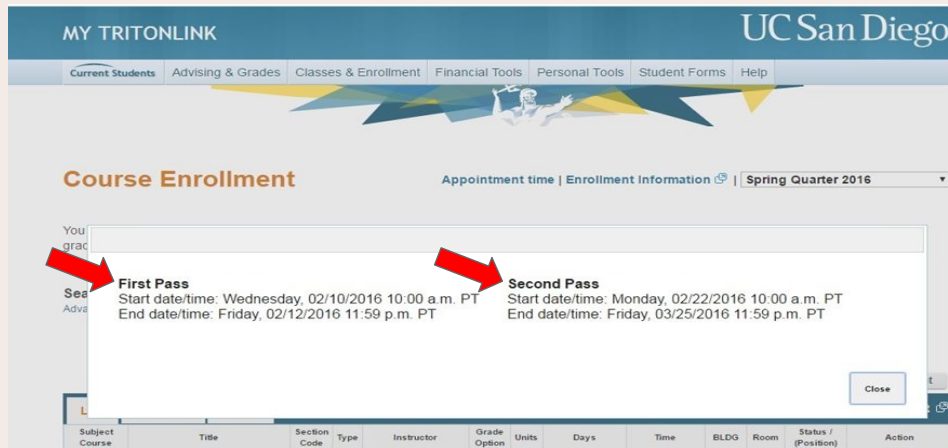 MY TRITONLINK
UC San Diego
Current Students Advising & Grades Classes & Enrollment Financial Tools Personal Tools Student Forms Help
Course Enrollment
Appointment time | Enrollment Information | Spring Quarter 2016
You
grad
First Pass
Start date/time: Wednesday, 02/10/2016 10:00 a.m. PT
End date/time: Friday, 02/12/2016 11:59 p.m. PT
Second Pass
Start date/time: Monday, 02/22/2016 10:00 a.m. PT
End date/time: Friday, 03/25/2016 11:59 p.m. PT
Sea
Adva
Close
t
L
Subject Course Title Section Code Type Instructor Grade Option Units Days Time BLDG Room Status / (Position) Action